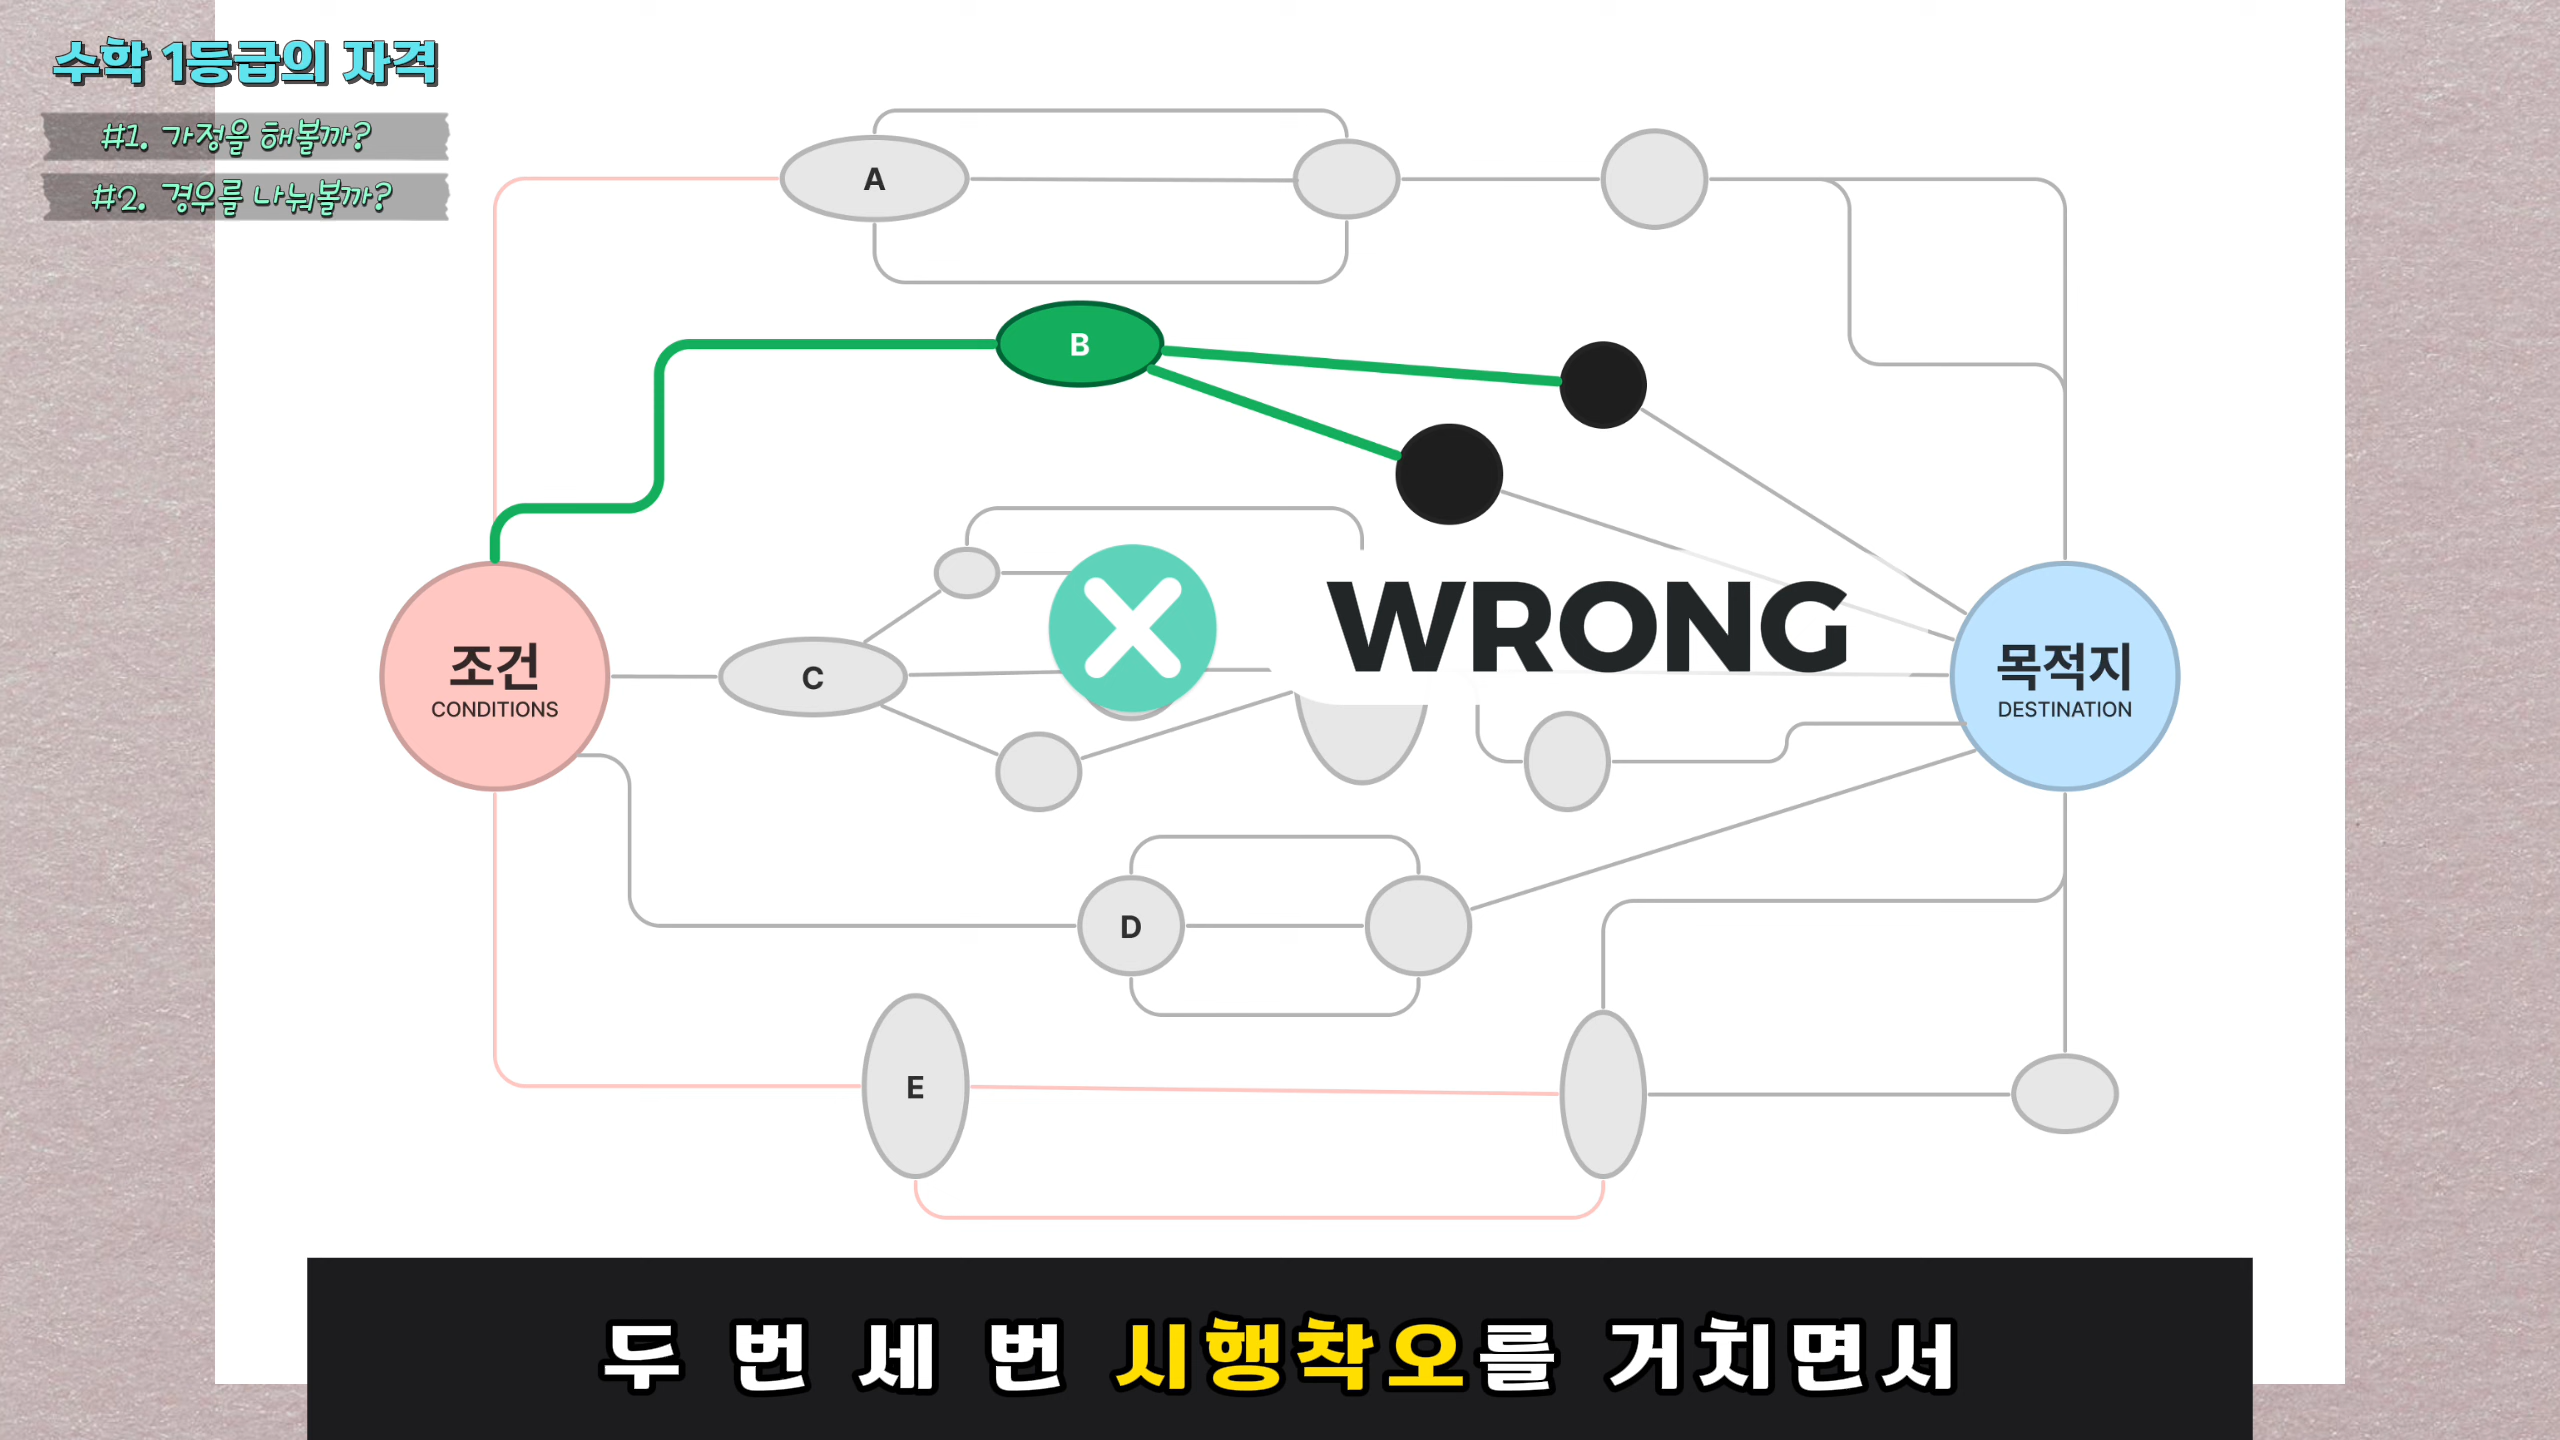 수학 1등급의 자격
#1. 가정을 해볼까?
#2. 경우를 나눠볼까?
A
B
조건
CONDITIONS
C
WRONG
목적지
DESTINATION
D
E
두 번 세 번 시행착오를 거치면서